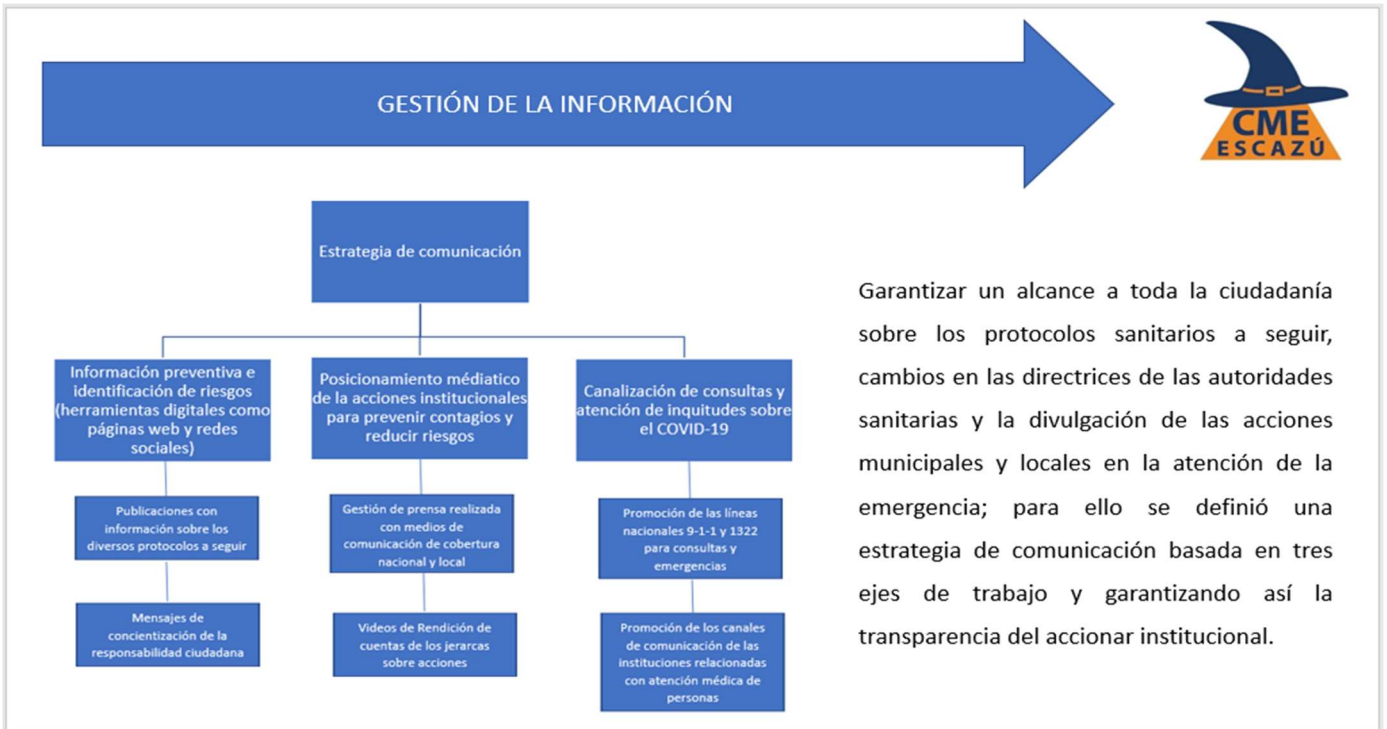 GESTIÓN DE LA INFORMACIÓN
CME
ESCAZÚ
Estrategia de comunicación
Información preventiva e
identificación de riesgos
(herramientas digitales como
páginas web y redes
sociales)
Publicaciones con
información sobre los
diversos protocolos a seguir
Mensajes de
concientización de la
responsabilidad ciudadana
Posicionamiento médiatico
de la acciones institucionales
para prevenir contagios y
reducir riesgos
Gestión de prensa realizada
con medios de
comunicación de cobertura
nacional y local
Videos de Rendición de
cuentas de los jerarcas
sobre acciones
Canalización de consultas y
atención de inquitudes sobre
el COVID-19
Promoción de las líneas
nacionales 9-1-1 y 1322
para consultas y
emergencias
Promoción de los canales
de comunicación de las
instituciones relacionadas
con atención médica de
personas
Garantizar un alcance a toda la ciudadanía
sobre los protocolos sanitarios a seguir,
cambios en las directrices de las autoridades
sanitarias y la divulgación de las acciones
municipales y locales en la atención de la
emergencia; para ello se definió una
estrategia de comunicación basada en tres
ejes de trabajo y garantizando así la
transparencia del accionar institucional.